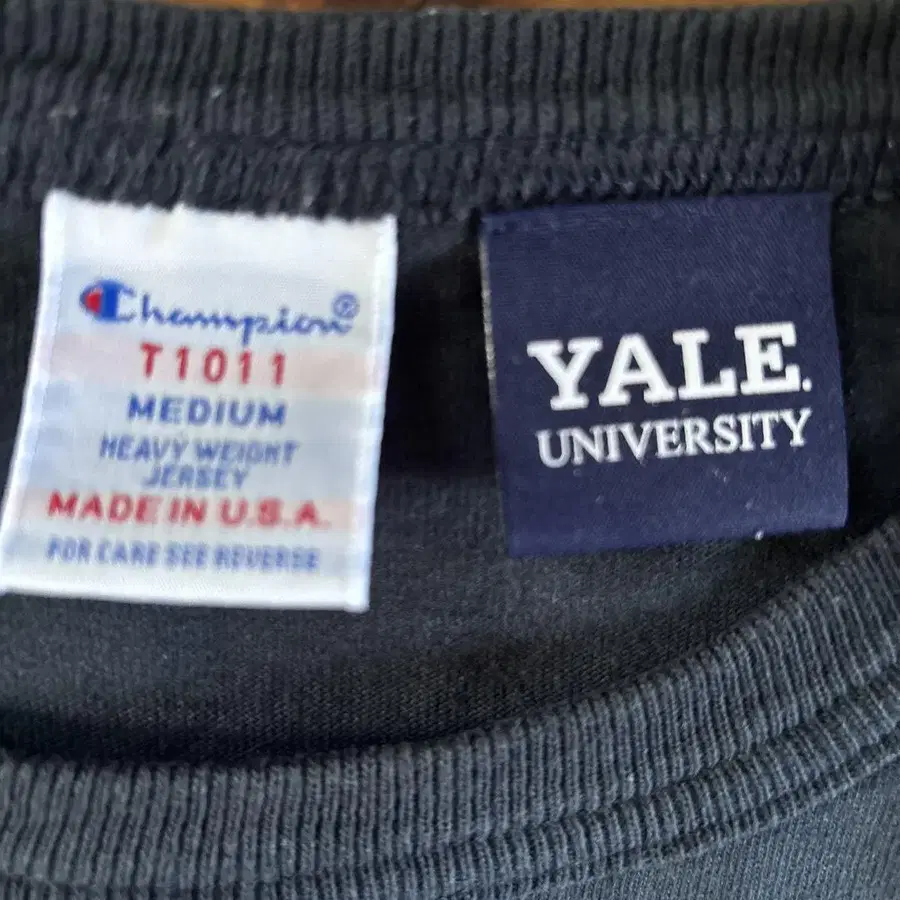 Champion®
T1011
MEDIUM
HEAVY WEIGHT
JERSEY
MADE IN U.S.A.
FOR CARE SEE REVERSE
YALE.
UNIVERSITY